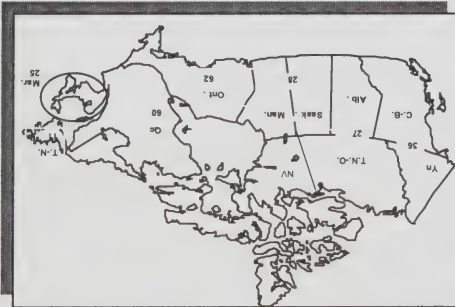 Yn
36
C.-B.
T.N.-O.
27
Alb.
NV
Sask
Man.
28
Ont.
62
Qc
60
T.-N.
Mar.
25